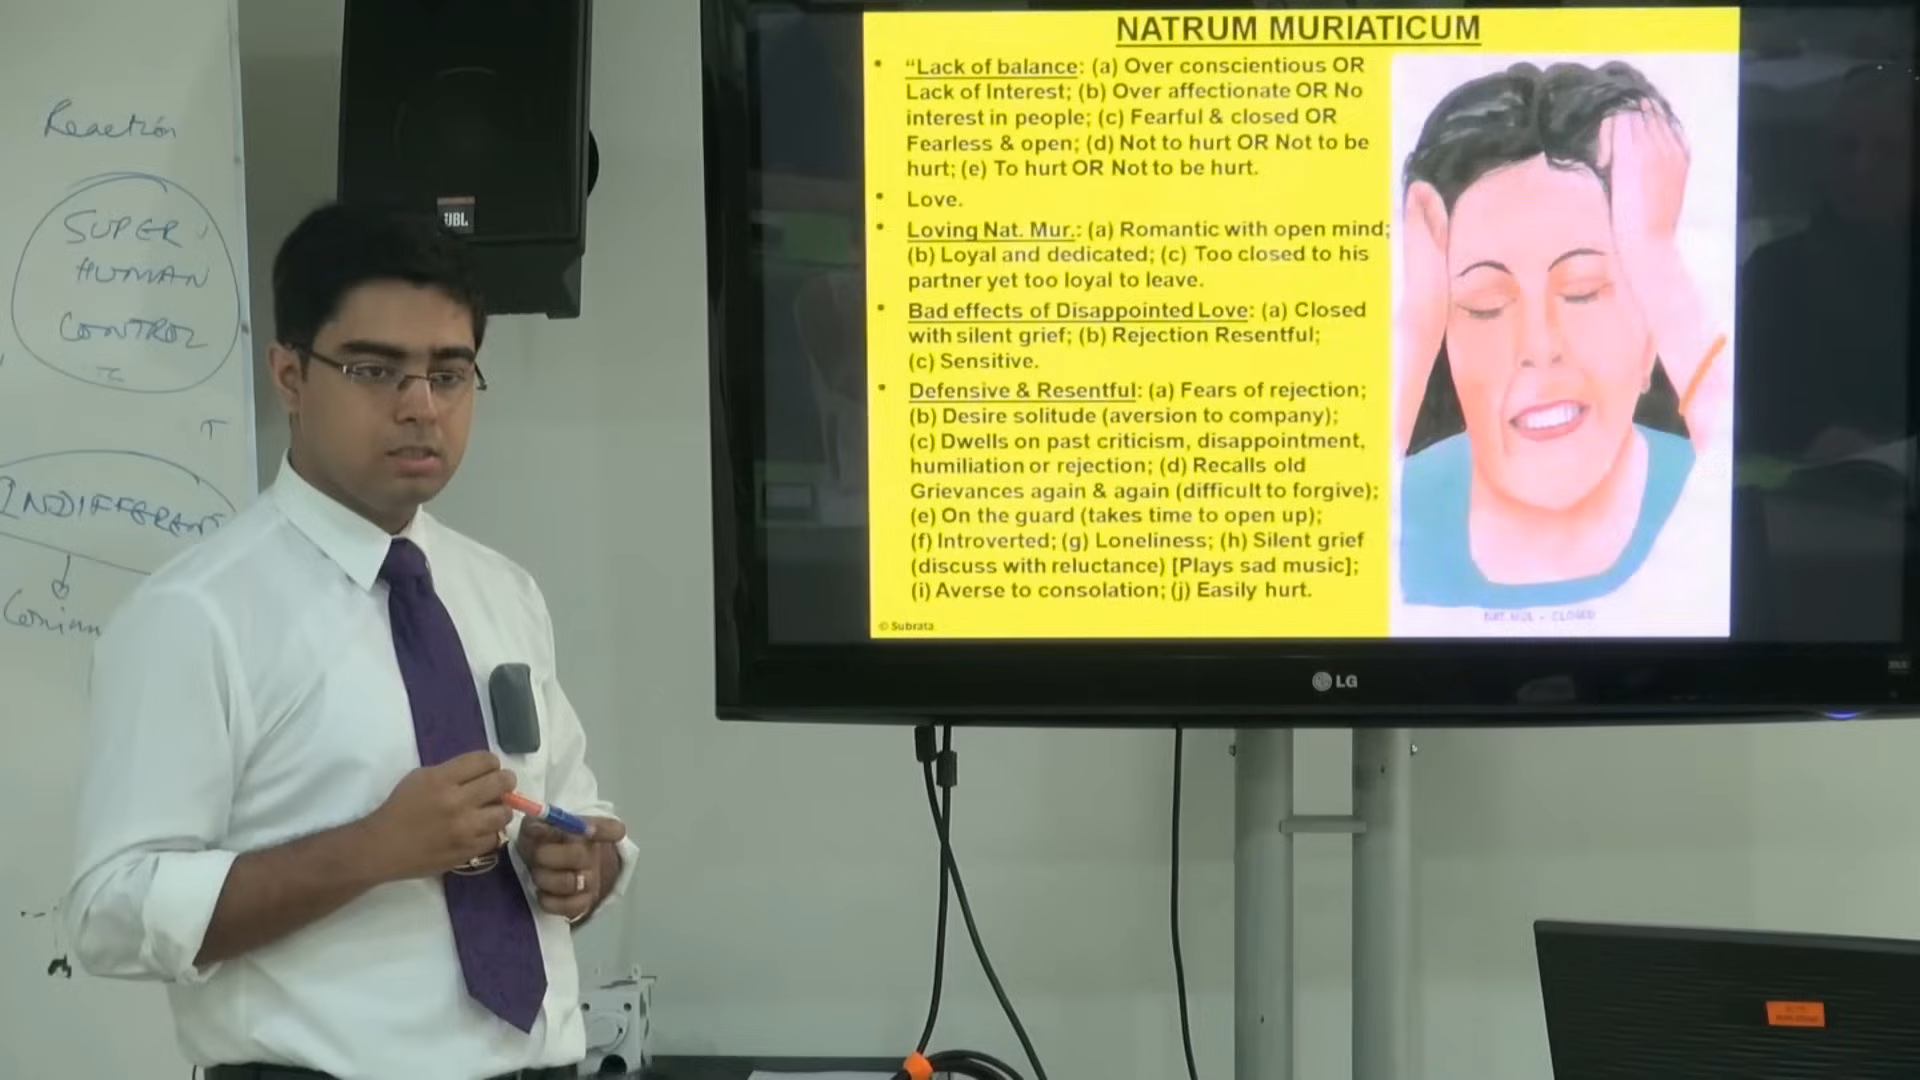 Reaction
SUPER
HUMAN
CONTROL
INDIFFERENT
JBL
NATRUM MURIATICUM
• “Lack of balance: (a) Over conscientious OR
Lack of Interest; (b) Over affectionate OR No
interest in people; (c) Fearful & closed OR
Fearless & open; (d) Not to hurt OR Not to be
hurt; (e) To hurt OR Not to be hurt.
• Love.
• Loving Nat. Mur.: (a) Romantic with open mind;
(b) Loyal and dedicated; (c) Too closed to his
partner yet too loyal to leave.
• Bad effects of Disappointed Love: (a) Closed
with silent grief; (b) Rejection Resentful;
(c) Sensitive.
• Defensive & Resentful: (a) Fears of rejection;
(b) Desire solitude (aversion to company);
(c) Dwells on past criticism, disappointment,
humiliation or rejection; (d) Recalls old
Grievances again & again (difficult to forgive);
(e) On the guard (takes time to open up);
(f) Introverted; (g) Loneliness; (h) Silent grief
(discuss with reluctance) [Plays sad music];
(i) Averse to consolation; (j) Easily hurt.
© Subrata
NAT. MUR - CLOSED
LG